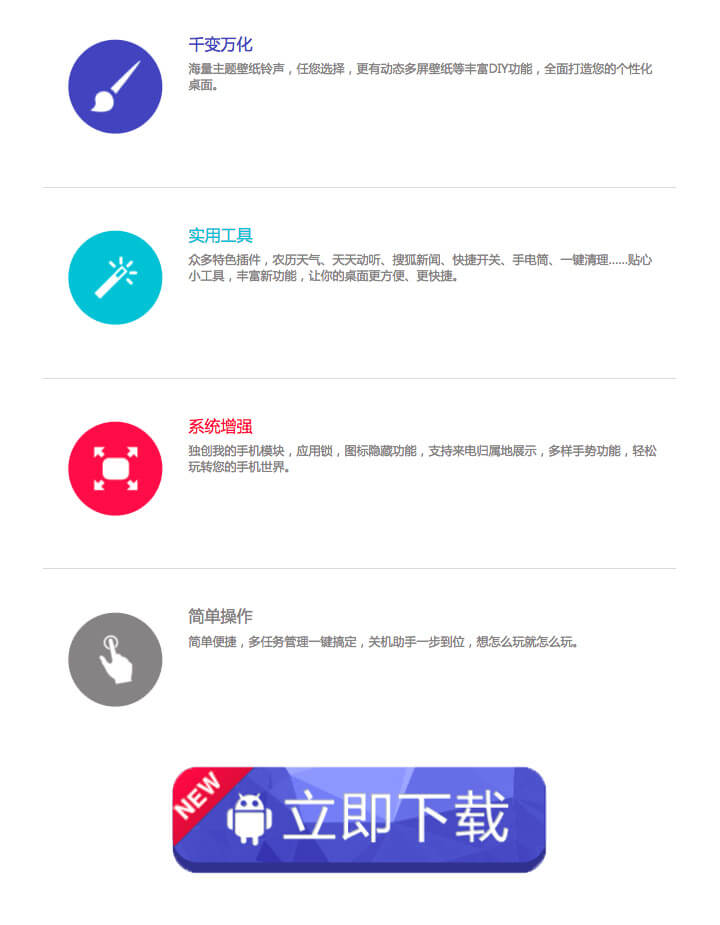 千变万化
海量主题壁纸铃声，任您选择，更有动态多屏壁纸等丰富DIY功能，全面打造您的个性化
桌面。
实用工具
众多特色插件，农历天气、天天动听、搜狐新闻、快捷开关、手电筒、一键清理......贴心
小工具，丰富新功能，让你的桌面更方便、更快捷。
系统增强
独创我的手机模块，应用锁，图标隐藏功能，支持来电归属地展示，多样手势功能，轻松
玩转您的手机世界。
简单操作
简单便捷，多任务管理一键搞定，关机助手一步到位，想怎么玩就怎么玩。
NEW
立即下载